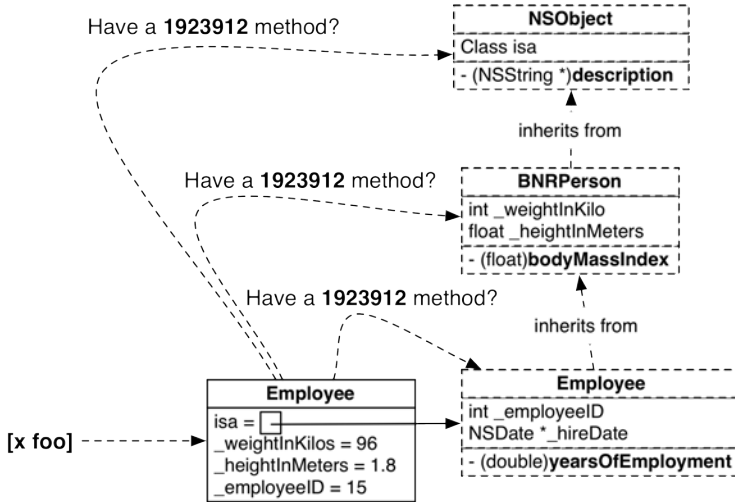 NSObject
Have a 1923912 method?
Class isa
- (NSString *)description
inherits from
Have a 1923912 method?
BNRPerson
int _weightInKilo
float _heightInMeters
- (float)bodyMassIndex
Have a 1923912 method?
inherits from
Employee
isa =
_weightInKilos = 96
_heightInMeters = 1.8
_employeeID = 15
[x foo]
Employee
int _employeeID
NSDate *_hireDate
- (double)yearsOfEmployment